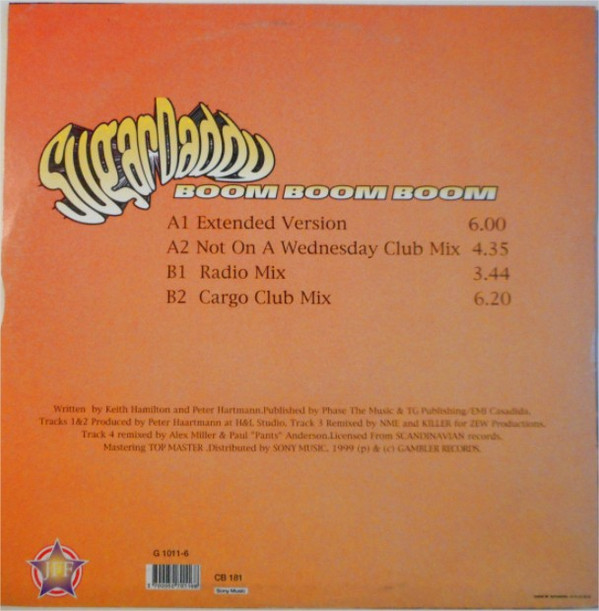 SugarDaddy
BOOM BOOM BOOM
A1 Extended Version 6.00
A2 Not On A Wednesday Club Mix 4.35
B1 Radio Mix 3.44
B2 Cargo Club Mix 6.20
Written by Keith Hamilton and Peter Hartmann.Published by Phase The Music & TG Publishing/EMI Casadida.
Tracks 1&2 Produced by Peter Haartmann at H&L Studio. Track 3 Remixed by NME and KILLER for ZEW Productions.
Track 4 remixed by Alex Miller & Paul "Pants" Anderson.Licensed From SCANDINAVIAN records.
Mastering TOP MASTER .Distributed by SONY MUSIC. 1999 (p) & (c) GAMBLER RECORDS.
G 1011-6
CB 181
Sony Music